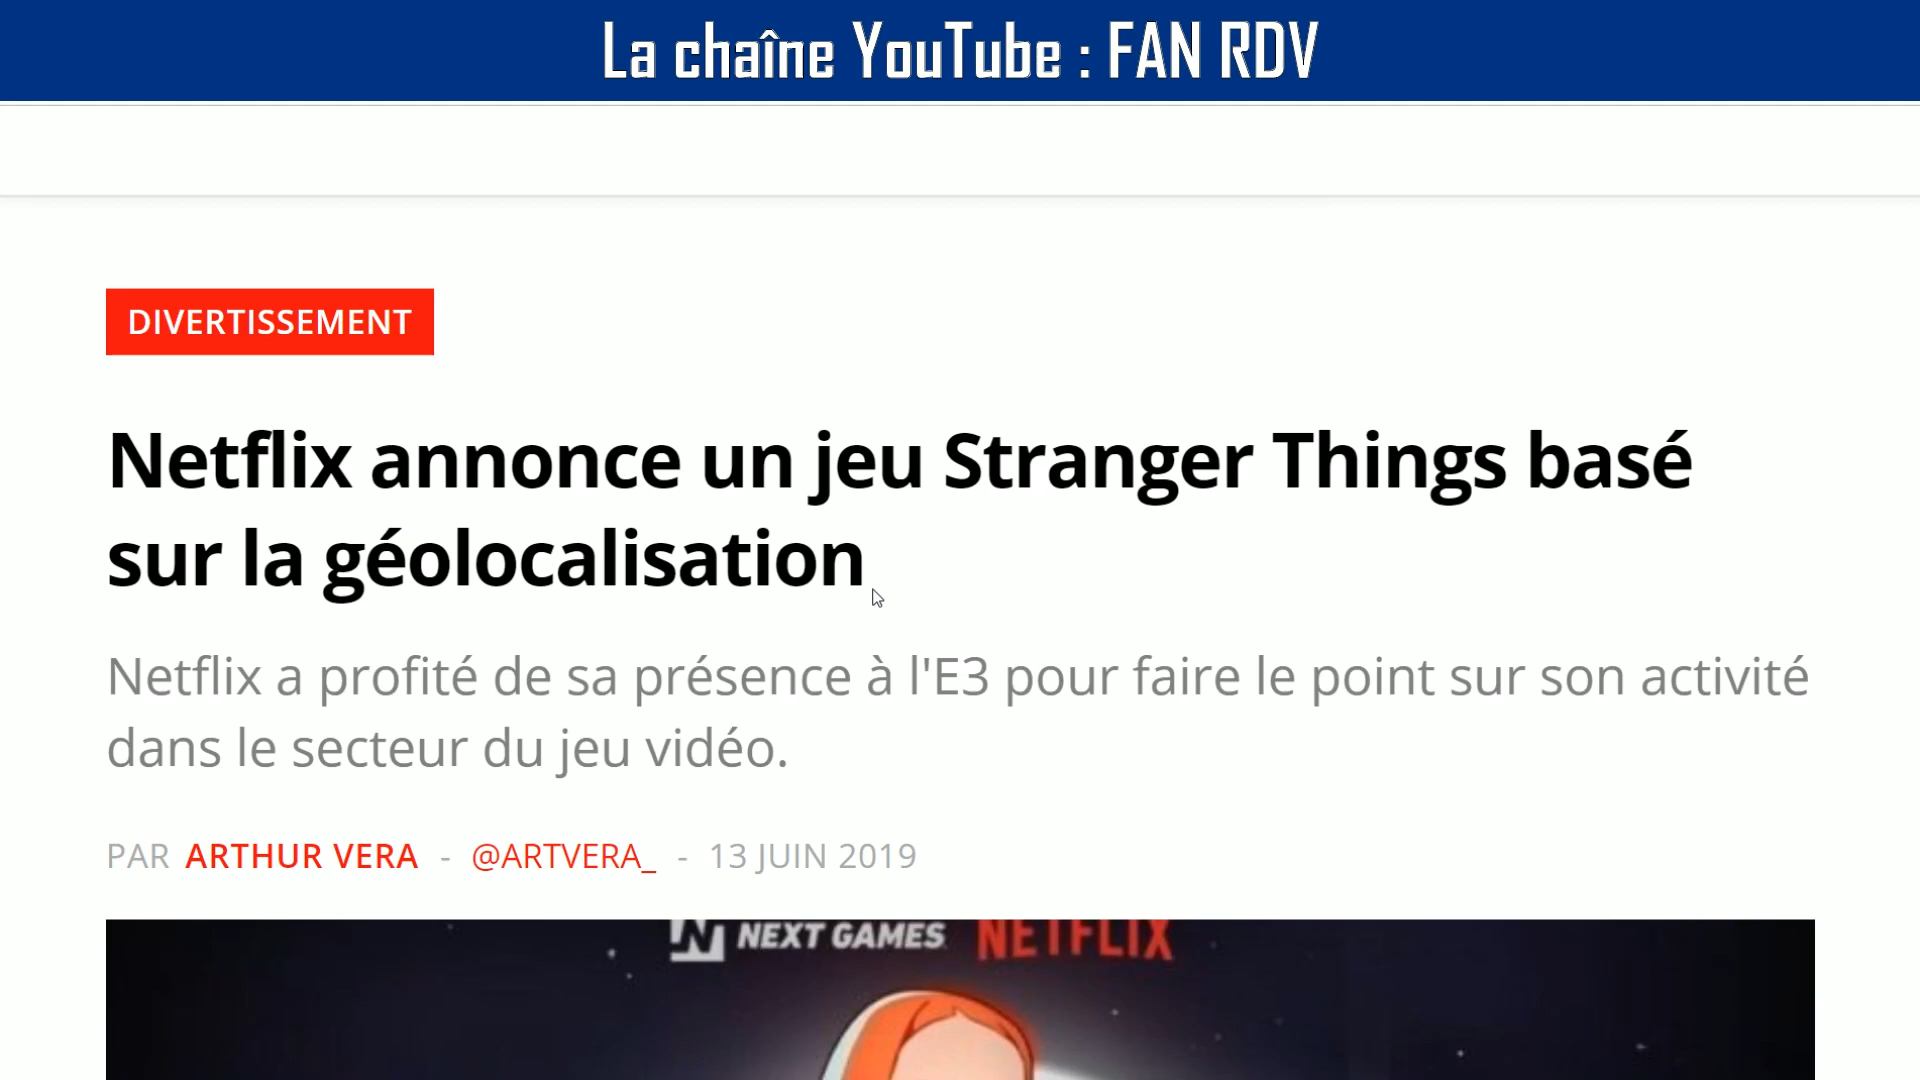 La chaîne YouTube : FAN RDV
DIVERTISSEMENT
Netflix annonce un jeu Stranger Things basé
sur la géolocalisation
Netflix a profité de sa présence à l'E3 pour faire le point sur son activité
dans le secteur du jeu vidéo.
PAR ARTHUR VERA - @ARTVERA_ - 13 JUIN 2019
NEXT GAMES NETFLIX